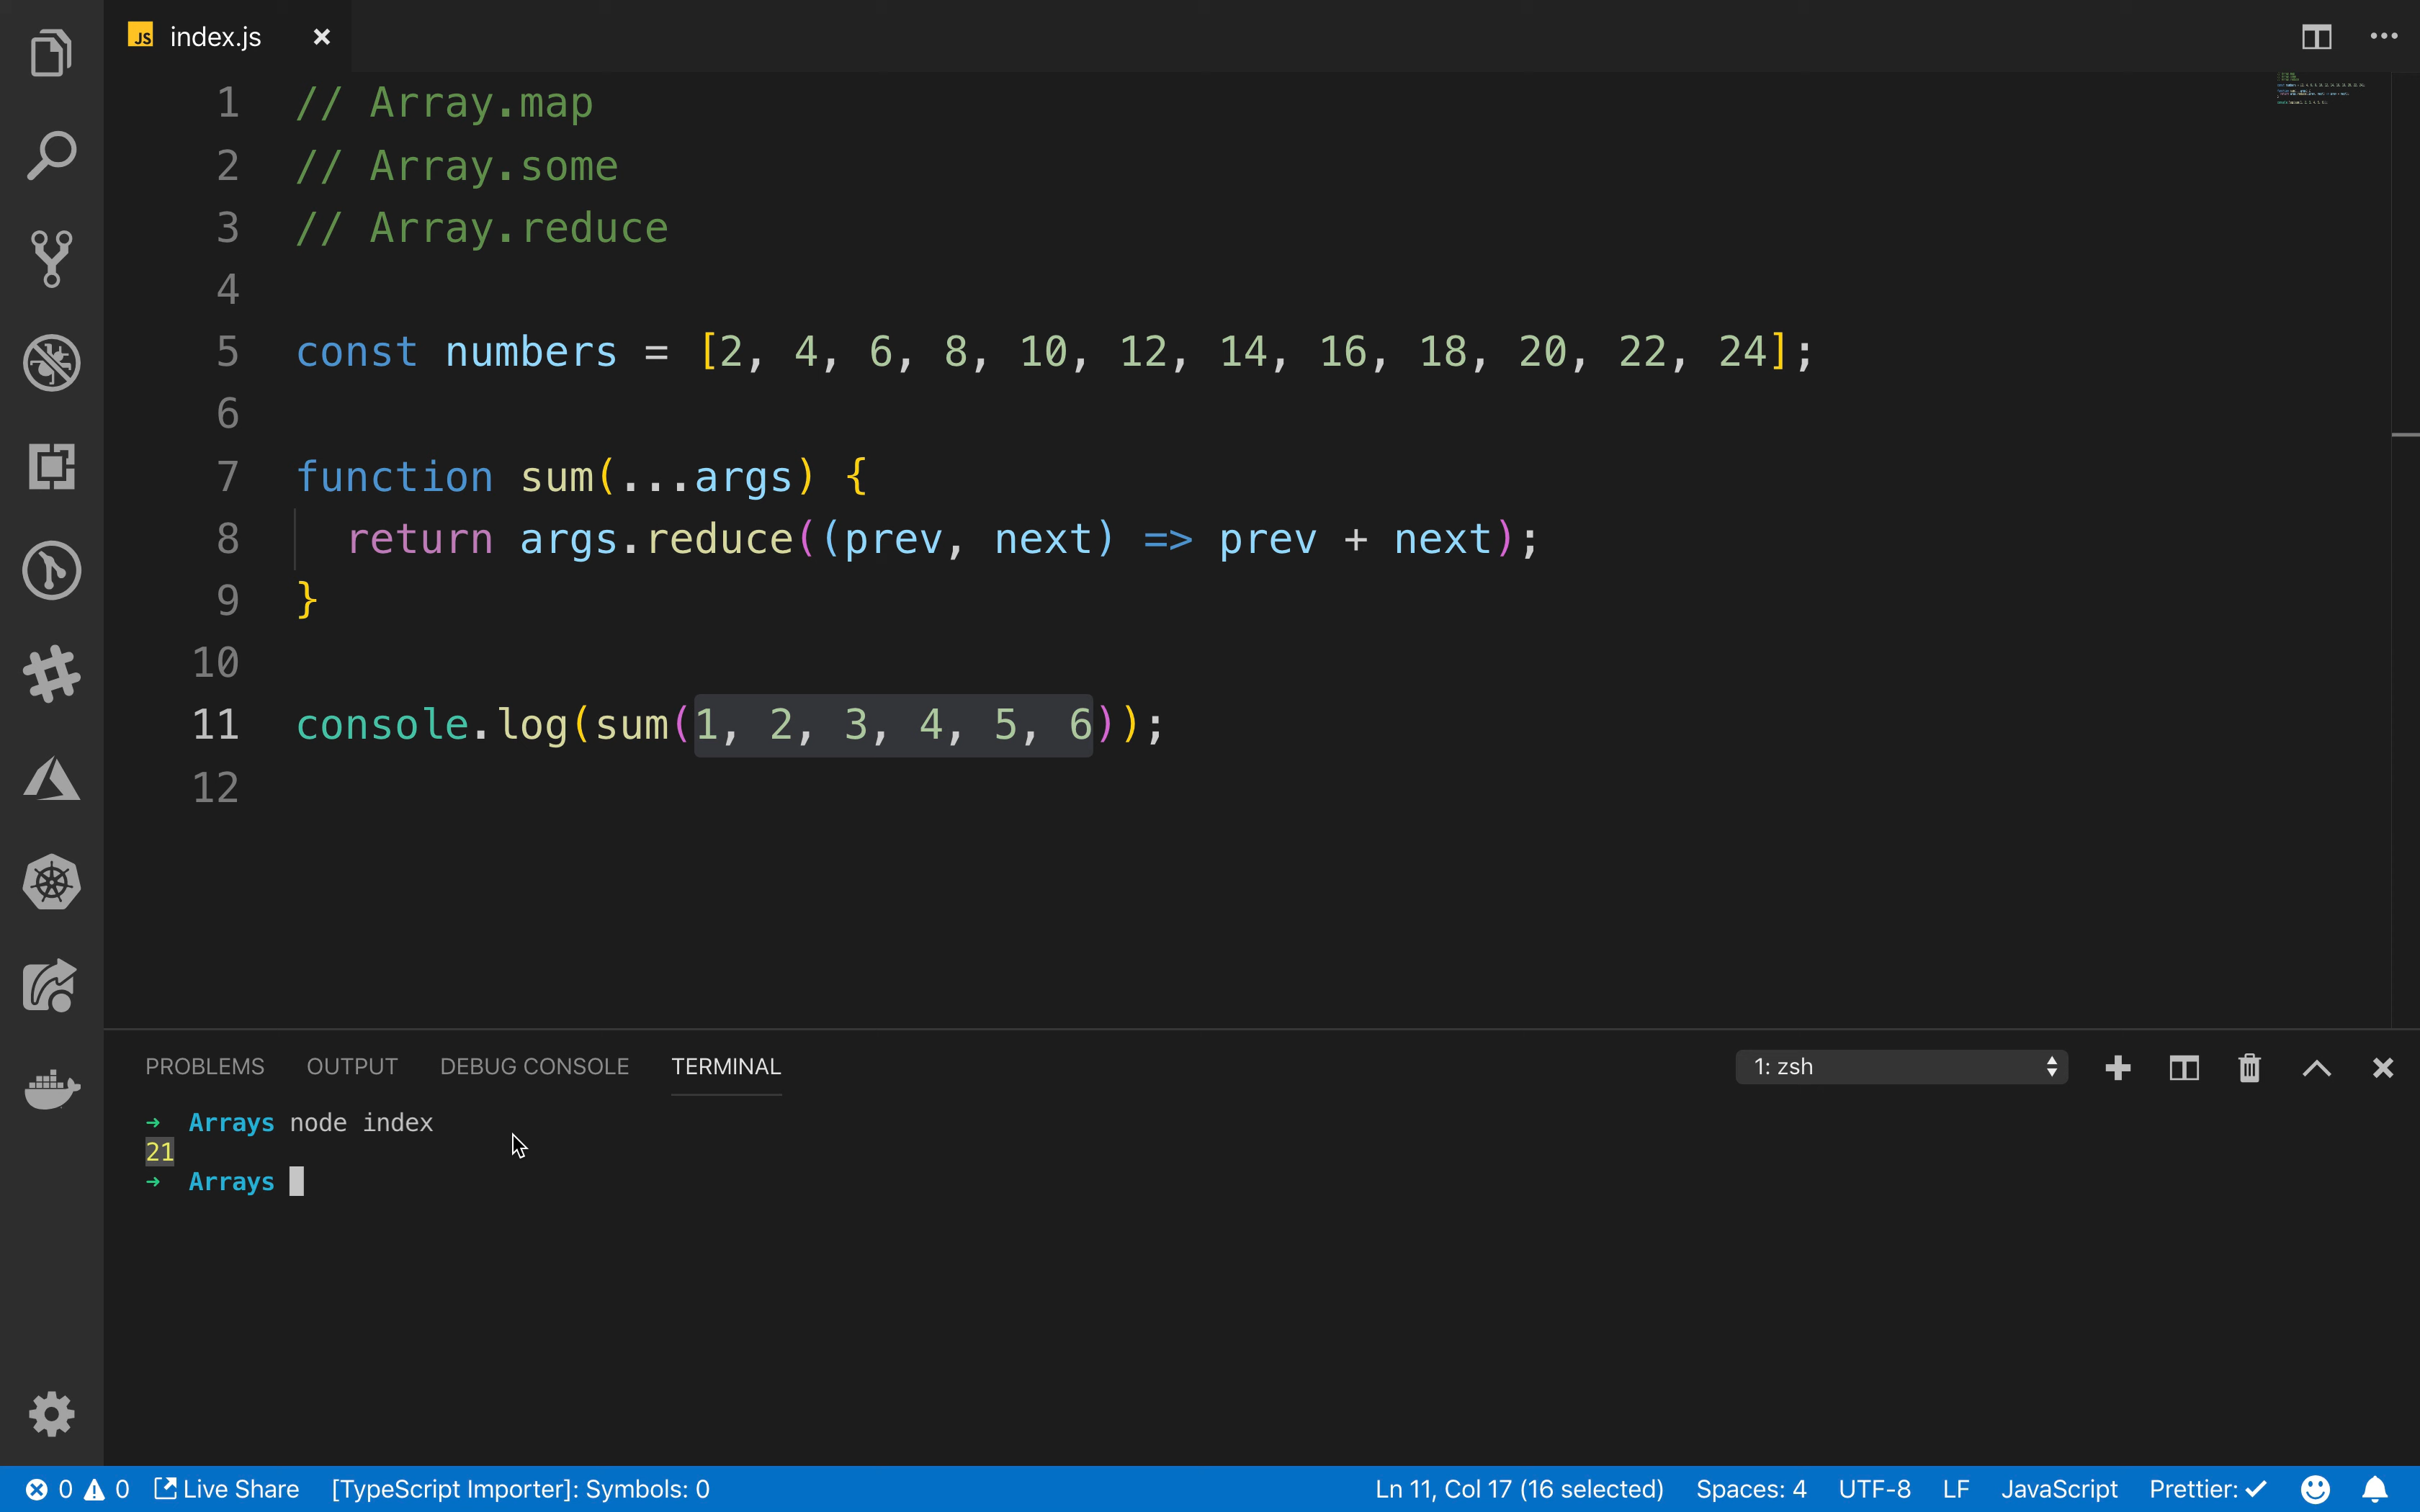 JS index.js
1 // Array.map
2 // Array.some
3 // Array.reduce
4
5 const numbers = [2, 4, 6, 8, 10, 12, 14, 16, 18, 20, 22, 24];
6
7 function sum(...args) {
8 return args.reduce((prev, next) => prev + next);
9 }
10
11 console.log(sum(1, 2, 3, 4, 5, 6));
12
PROBLEMS OUTPUT DEBUG CONSOLE TERMINAL 1: zsh
→ Arrays node index
21
→ Arrays
0 0 Live Share [TypeScript Importer]: Symbols: 0 Ln 11, Col 17 (16 selected) Spaces: 4 UTF-8 LF JavaScript Prettier: ✓